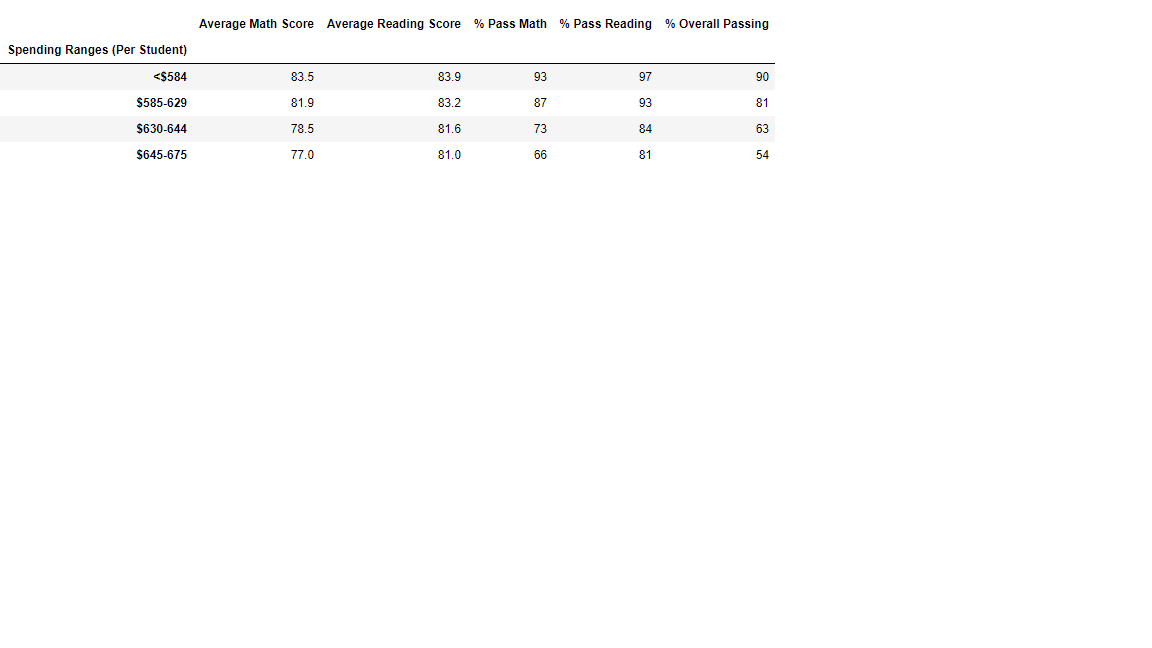 Average Math Score Average Reading Score % Pass Math % Pass Reading % Overall Passing
Spending Ranges (Per Student)
<$584 83.5 83.9 93 97 90
$585-629 81.9 83.2 87 93 81
$630-644 78.5 81.6 73 84 63
$645-675 77.0 81.0 66 81 54